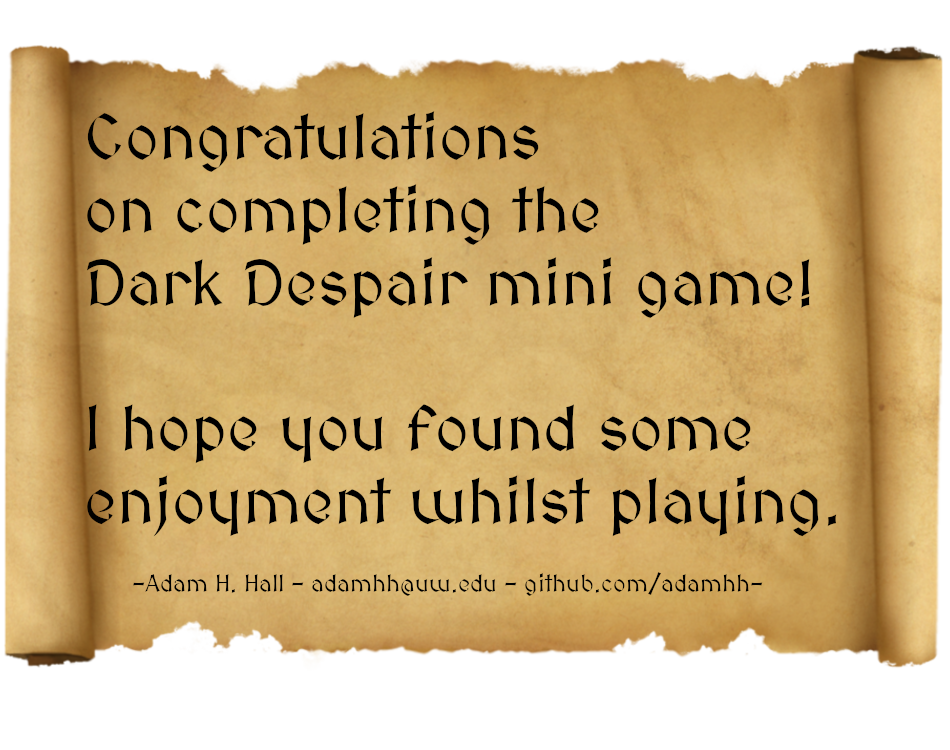 Congratulations
on completing the
Dark Despair mini game!
I hope you found some
enjoyment whilst playing.
-Adam H. Hall - adamhh@uw.edu - github.com/adamhh-